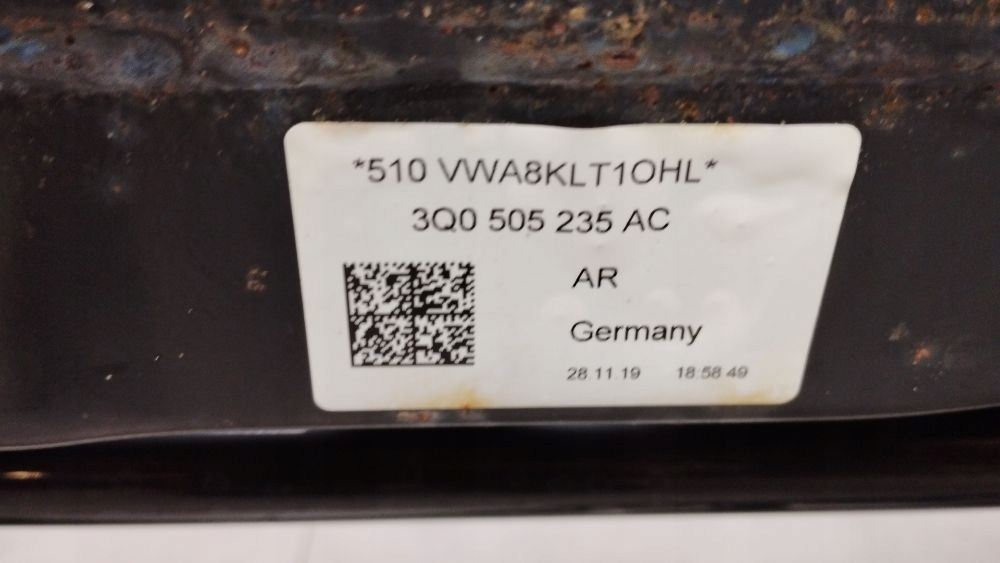 *510 VWA8KLT1OHL*
3Q0 505 235 AC
AR
Germany
28 11 19 18:58:49